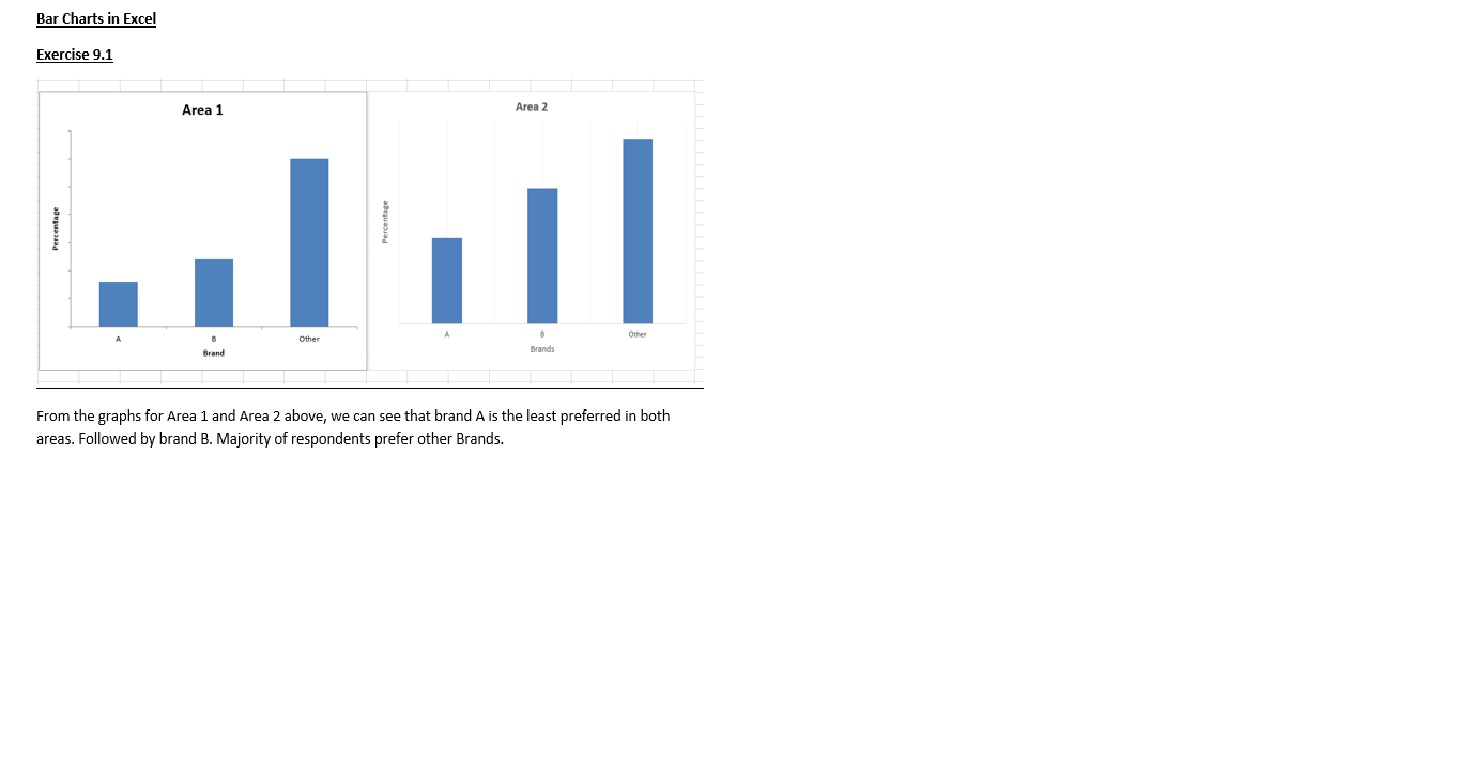 Bar Charts in Excel
Exercise 9.1
Area 1
Percentage
A
B
Other
Brand
Area 2
Percentage
A
B
Other
Brands
From the graphs for Area 1 and Area 2 above, we can see that brand A is the least preferred in both
areas. Followed by brand B. Majority of respondents prefer other Brands.